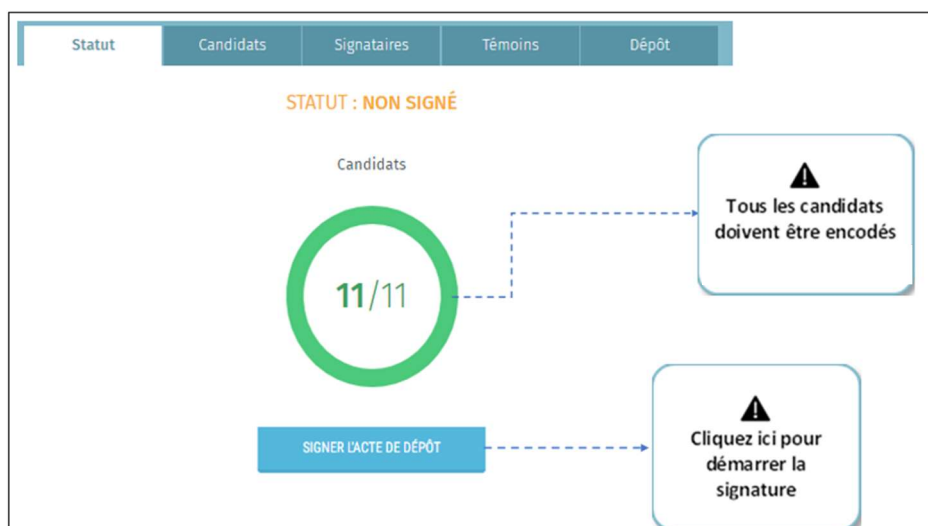 Statut Candidats Signataires Témoins Dépôt
STATUT : NON SIGNÉ
Candidats
11/11
Tous les candidats
doivent être encodés
SIGNER L'ACTE DE DÉPÔT
Cliquez ici pour
démarrer la
signature